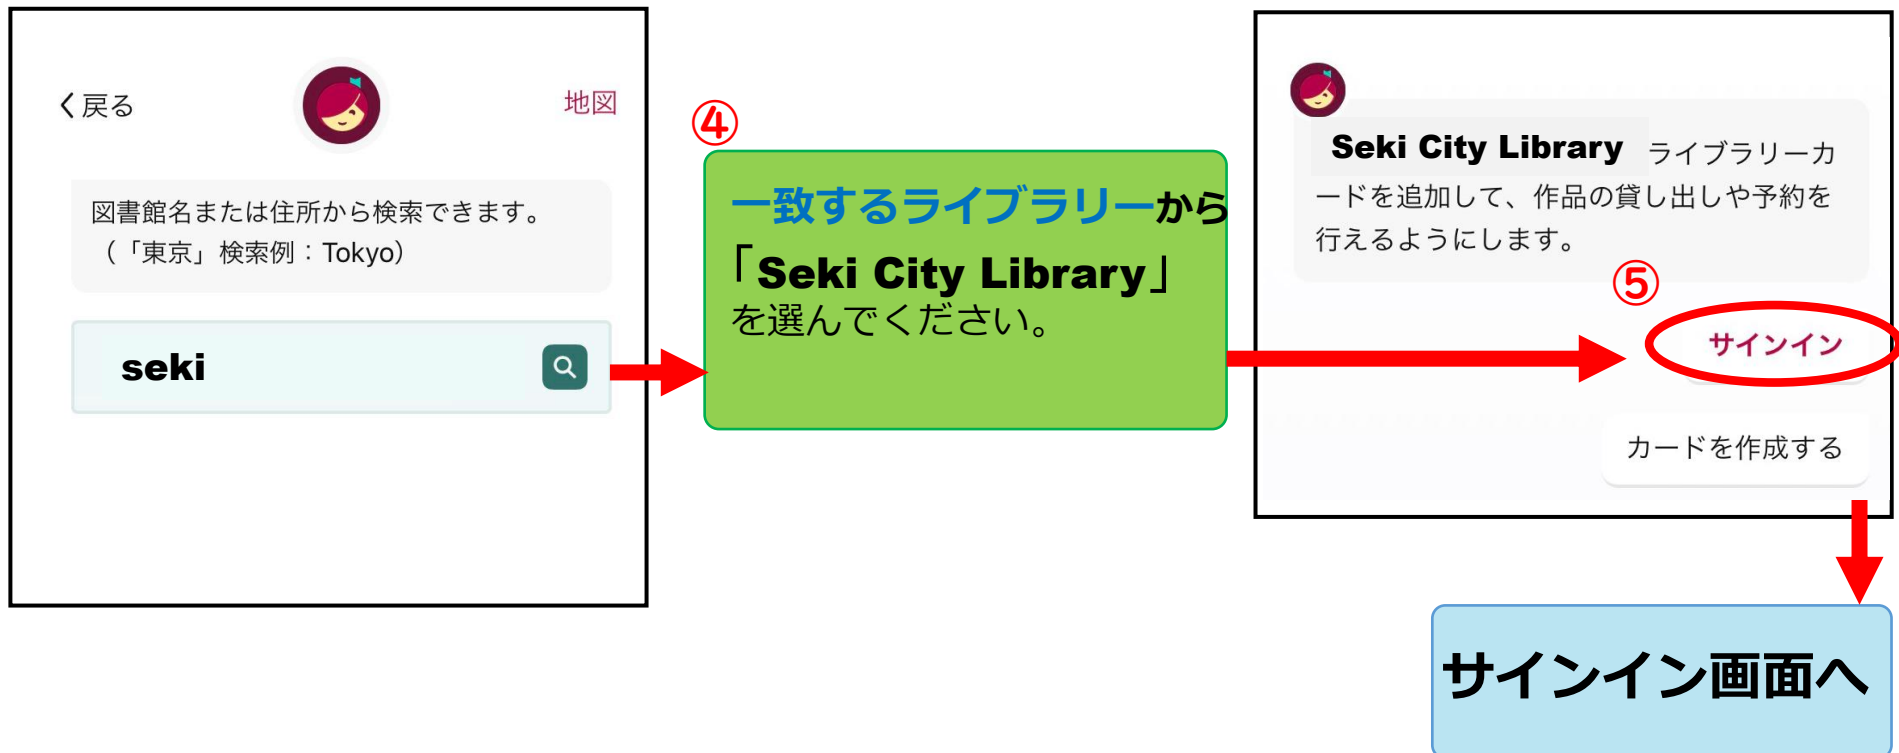 戻る
地図
図書館名または住所から検索できます。
(「東京」検索例:Tokyo)
seki
④
一致するライブラリーから
「Seki City Library」
を選んでください。
Seki City Library ライブラリーカ
ードを追加して、作品の貸し出しや予約を
行えるようにします。
⑤
サインイン
カードを作成する
サインイン画面へ